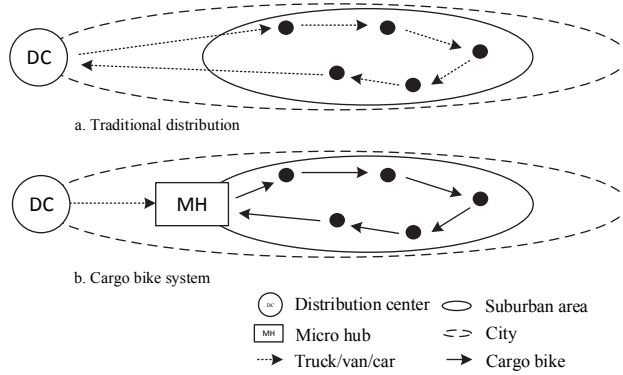 DC
a. Traditional distribution
DC
MH
b. Cargo bike system
DC Distribution center Suburban area
MH Micro hub City
Truck/van/car Cargo bike